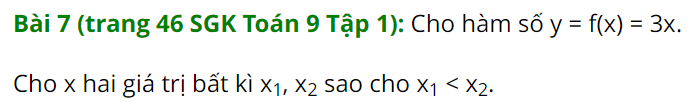 Bài 7 (trang 46 SGK Toán 9 Tập 1): Cho hàm số y = f(x) = 3x.
Cho x hai giá trị bất kì x₁, x₂ sao cho x₁ < x₂.